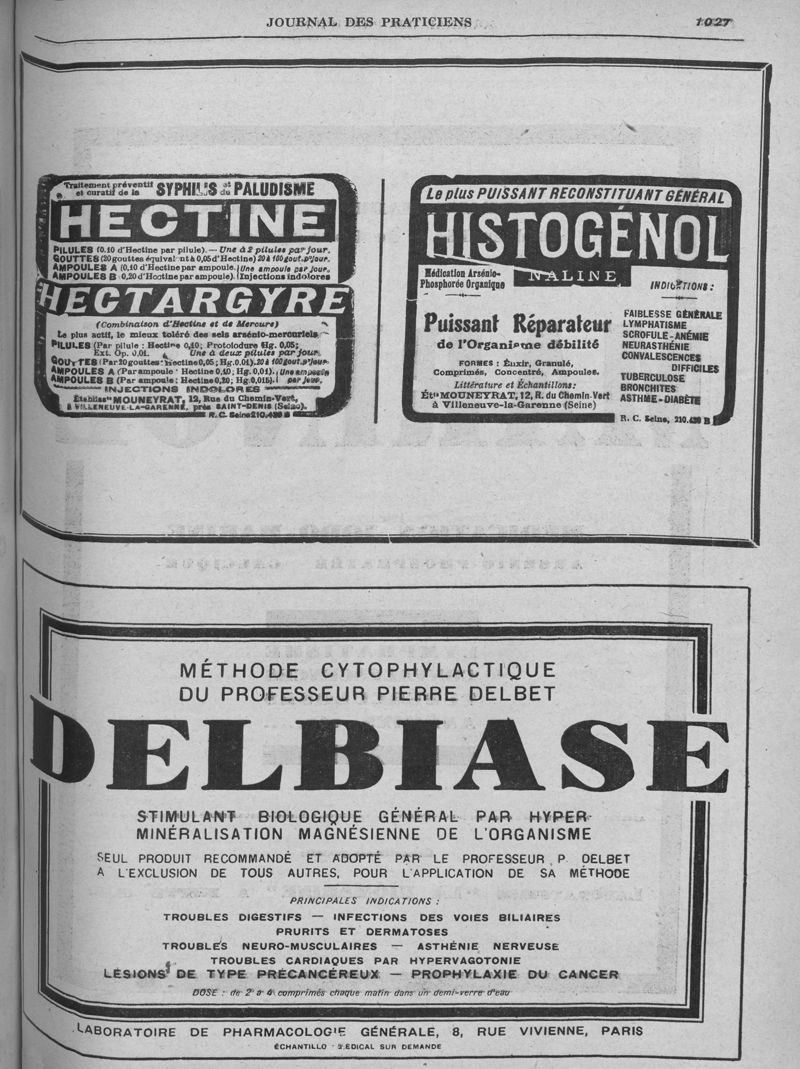 JOURNAL DES PRATICIENS
1027
Traitement préventif
et curatif de la SYPHILIS et du PALUDISME
HECTINE
PILULES (0.10 d'Hectine par pilule). — Une à 2 pilules par jour.
GOUTTES (20 gouttes équivalent à 0,05 d'Hectine) 20 à 100 gout. p'jour.
AMPOULES A (0,10 d'Hectine par ampoule). Une ampoule par jour.
AMPOULES B (0,20 d'Hectine par ampoule). Injections indolores
HECTARGYRE
(Combinaison d'Hectine et de Mercure)
Le plus actif, le mieux toléré des sels arsénio-mercuriels
PILULES (Par pilule : Hectine 0,10; Protoiodure Hg. 0,05;
Ext. Op. 0,01. Une à deux pilules par jour.
GOUTTES (Par 20 gouttes: Hectine 0,05; Hg. 0,01). 20 à 100 gout. p'jour.
AMPOULES A (Par ampoule: Hectine 0,10; Hg. 0,01). Une ampoule
AMPOULES B (Par ampoule: Hectine 0,20; Hg. 0,015). par jour.
INJECTIONS INDOLORES
Établists MOUNEYRAT, 12, Rue du Chemin-Vert,
à VILLENEUVE-LA-GARENNE, près SAINT-DENIS (Seine).
R. C. Seine 210.439 B
Le plus PUISSANT RECONSTITUANT GÉNÉRAL
HISTOGÉNOL
Médication Arsénio-
Phosphorée Organique
NALINE
INDICATIONS :
Puissant Réparateur
de l'Organisme débilité
FORMES : Élixir, Granulé,
Comprimés, Concentré, Ampoules.
Littérature et Échantillons:
Éts MOUNEYRAT, 12, R. du Chemin-Vert
à Villeneuve-la-Garenne (Seine)
FAIBLESSE GÉNÉRALE
LYMPHATISME
SCROFULE-ANÉMIE
NEURASTHÉNIE
CONVALESCENCES
DIFFICILES
TUBERCULOSE
BRONCHITES
ASTHME-DIABÈTE
R. C. Seine, 210.439 B
MÉTHODE CYTOPHYLACTIQUE
DU PROFESSEUR PIERRE DELBET
DELBIASE
STIMULANT BIOLOGIQUE GÉNÉRAL PAR HYPER-
MINÉRALISATION MAGNÉSIENNE DE L'ORGANISME
SEUL PRODUIT RECOMMANDÉ ET ADOPTÉ PAR LE PROFESSEUR P. DELBET
A L'EXCLUSION DE TOUS AUTRES, POUR L'APPLICATION DE SA MÉTHODE
PRINCIPALES INDICATIONS :
TROUBLES DIGESTIFS — INFECTIONS DES VOIES BILIAIRES
PRURITS ET DERMATOSES
TROUBLES NEURO-MUSCULAIRES — ASTHÉNIE NERVEUSE
TROUBLES CARDIAQUES PAR HYPERVAGOTONIE
LÉSIONS DE TYPE PRÉCANCÉREUX — PROPHYLAXIE DU CANCER
DOSE : de 2 à 4 comprimés chaque matin dans un demi-verre d'eau
LABORATOIRE DE PHARMACOLOGIE GÉNÉRALE, 8, RUE VIVIENNE, PARIS
ÉCHANTILLON MÉDICAL SUR DEMANDE